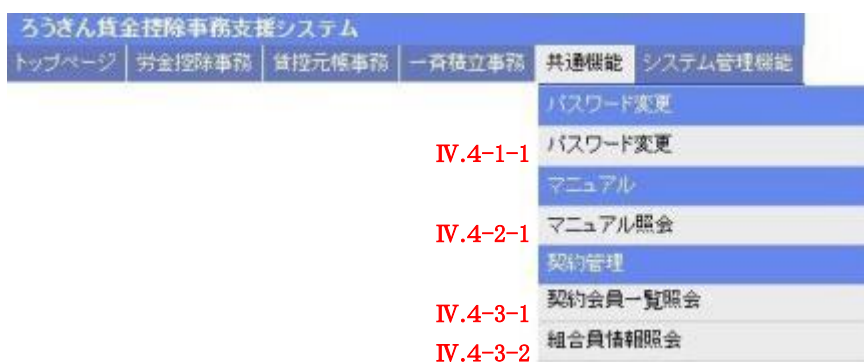 ろうきん賃金控除事務支援システム
トップページ 労金控除事務 賃控元帳事務 一斉積立事務 共通機能 システム管理機能
パスワード変更
Ⅳ.4-1-1 パスワード変更
マニュアル
Ⅳ.4-2-1 マニュアル照会
契約管理
Ⅳ.4-3-1 契約会員一覧照会
Ⅳ.4-3-2 組合員情報照会